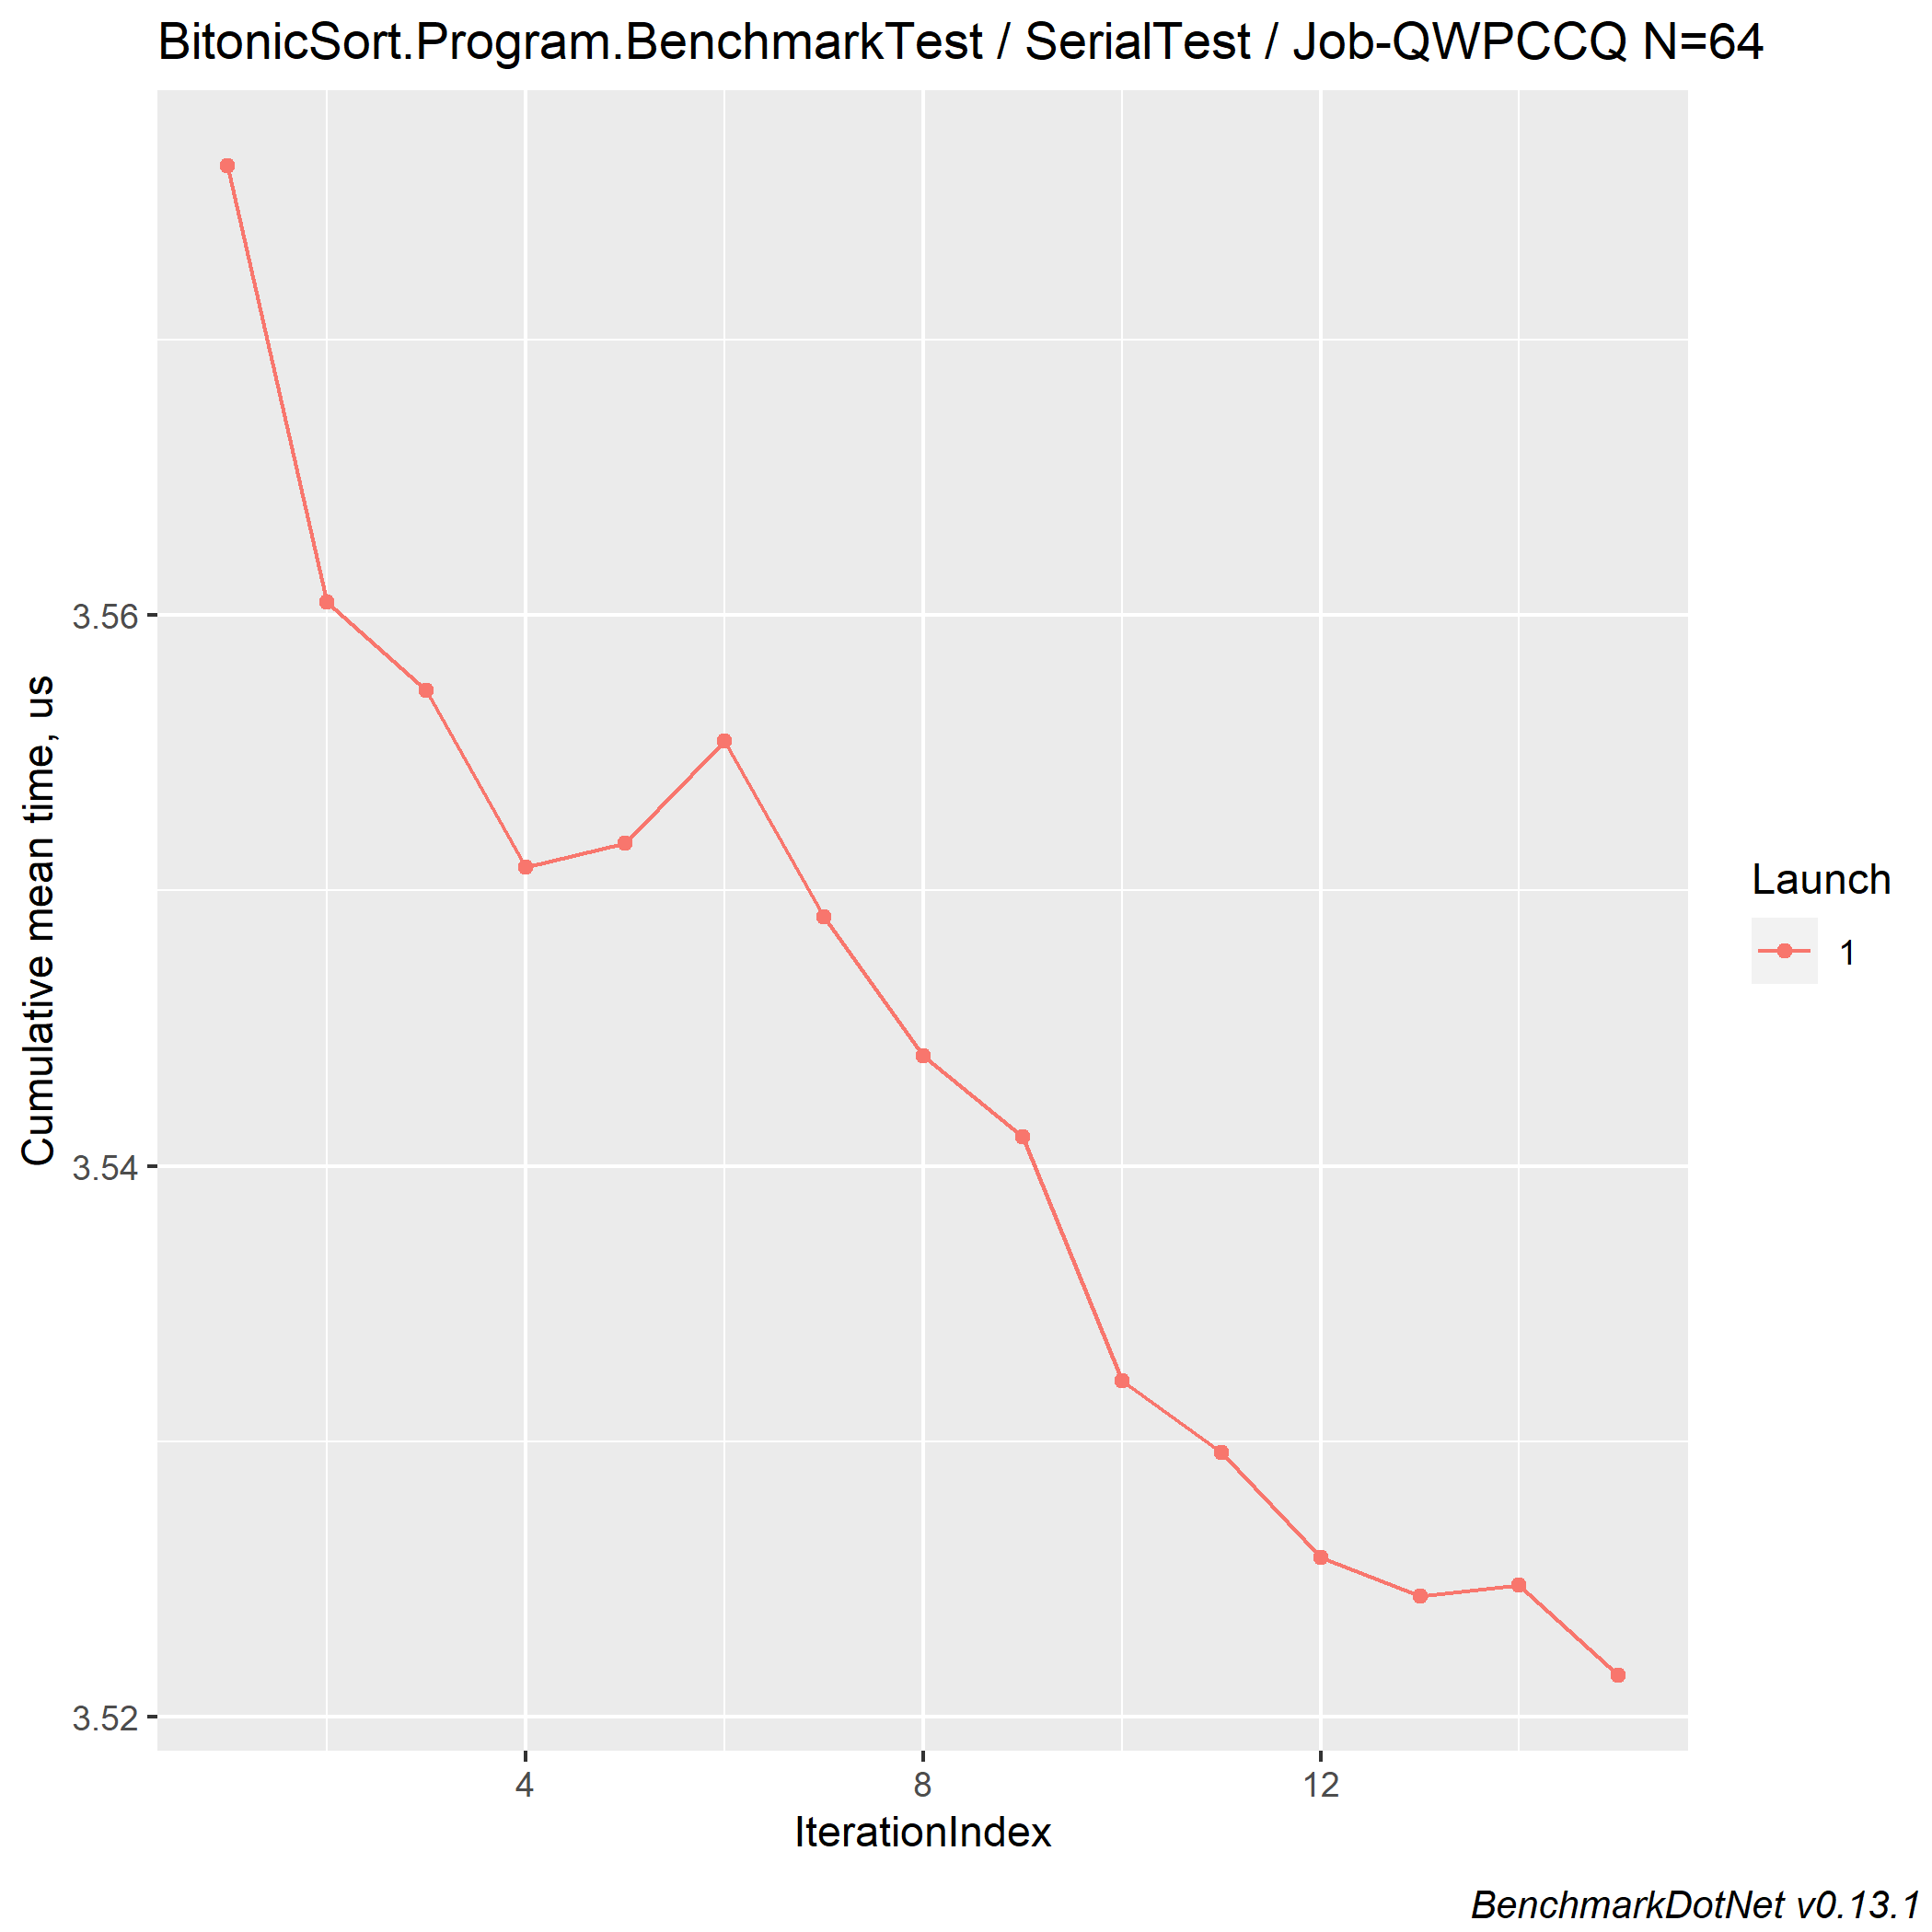 BitonicSort.Program.BenchmarkTest / SerialTest / Job-QWPCCQ N=64
Cumulative mean time, us
3.56
3.54
3.52
4 8 12
IterationIndex
Launch
1
BenchmarkDotNet v0.13.1